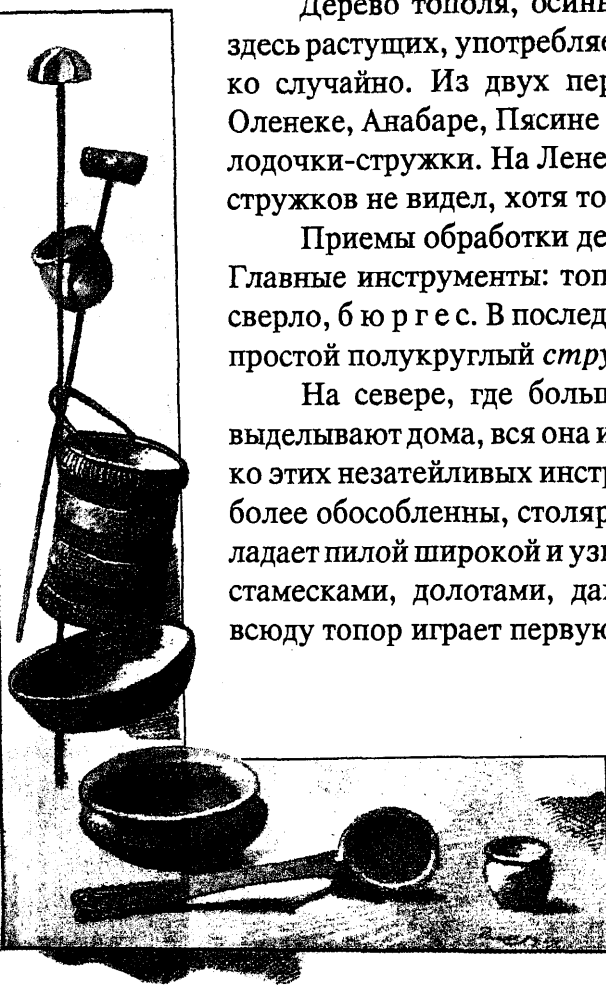 Дерево тополя, осин
здесь растущих, употребляе
ко случайно. Из двух пер
Оленеке, Анабаре, Пясине
лодочки-стружки. На Лене
стружков не видел, хотя то
Приемы обработки де
Главные инструменты: топ
сверло, б ю р г е с. В послед
простой полукруглый стру
На севере, где больш
выделывают дома, вся она и
ко этих незатейливых инст
более обособленны, столяр
ладает пилой широкой и уз
стамесками, долотами, да
всюду топор играет первую